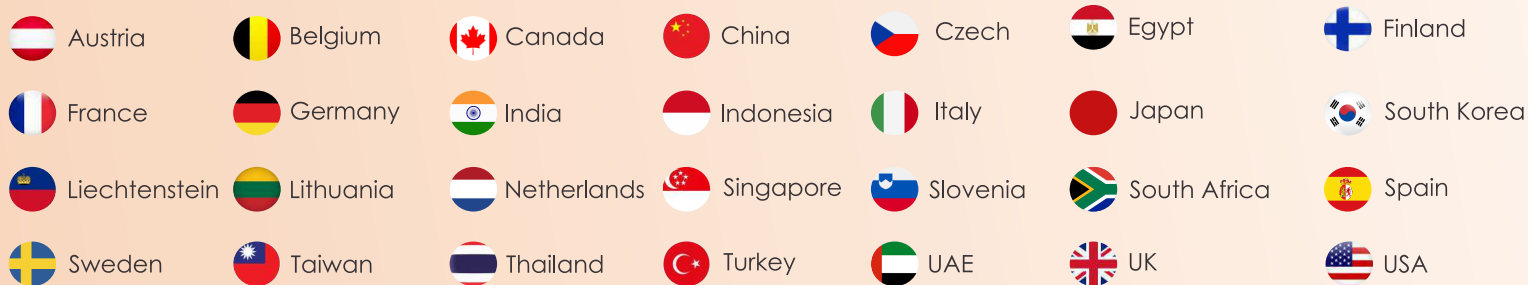 Austria Belgium Canada China Czech Egypt Finland
France Germany India Indonesia Italy Japan South Korea
Liechtenstein Lithuania Netherlands Singapore Slovenia South Africa Spain
Sweden Taiwan Thailand Turkey UAE UK USA